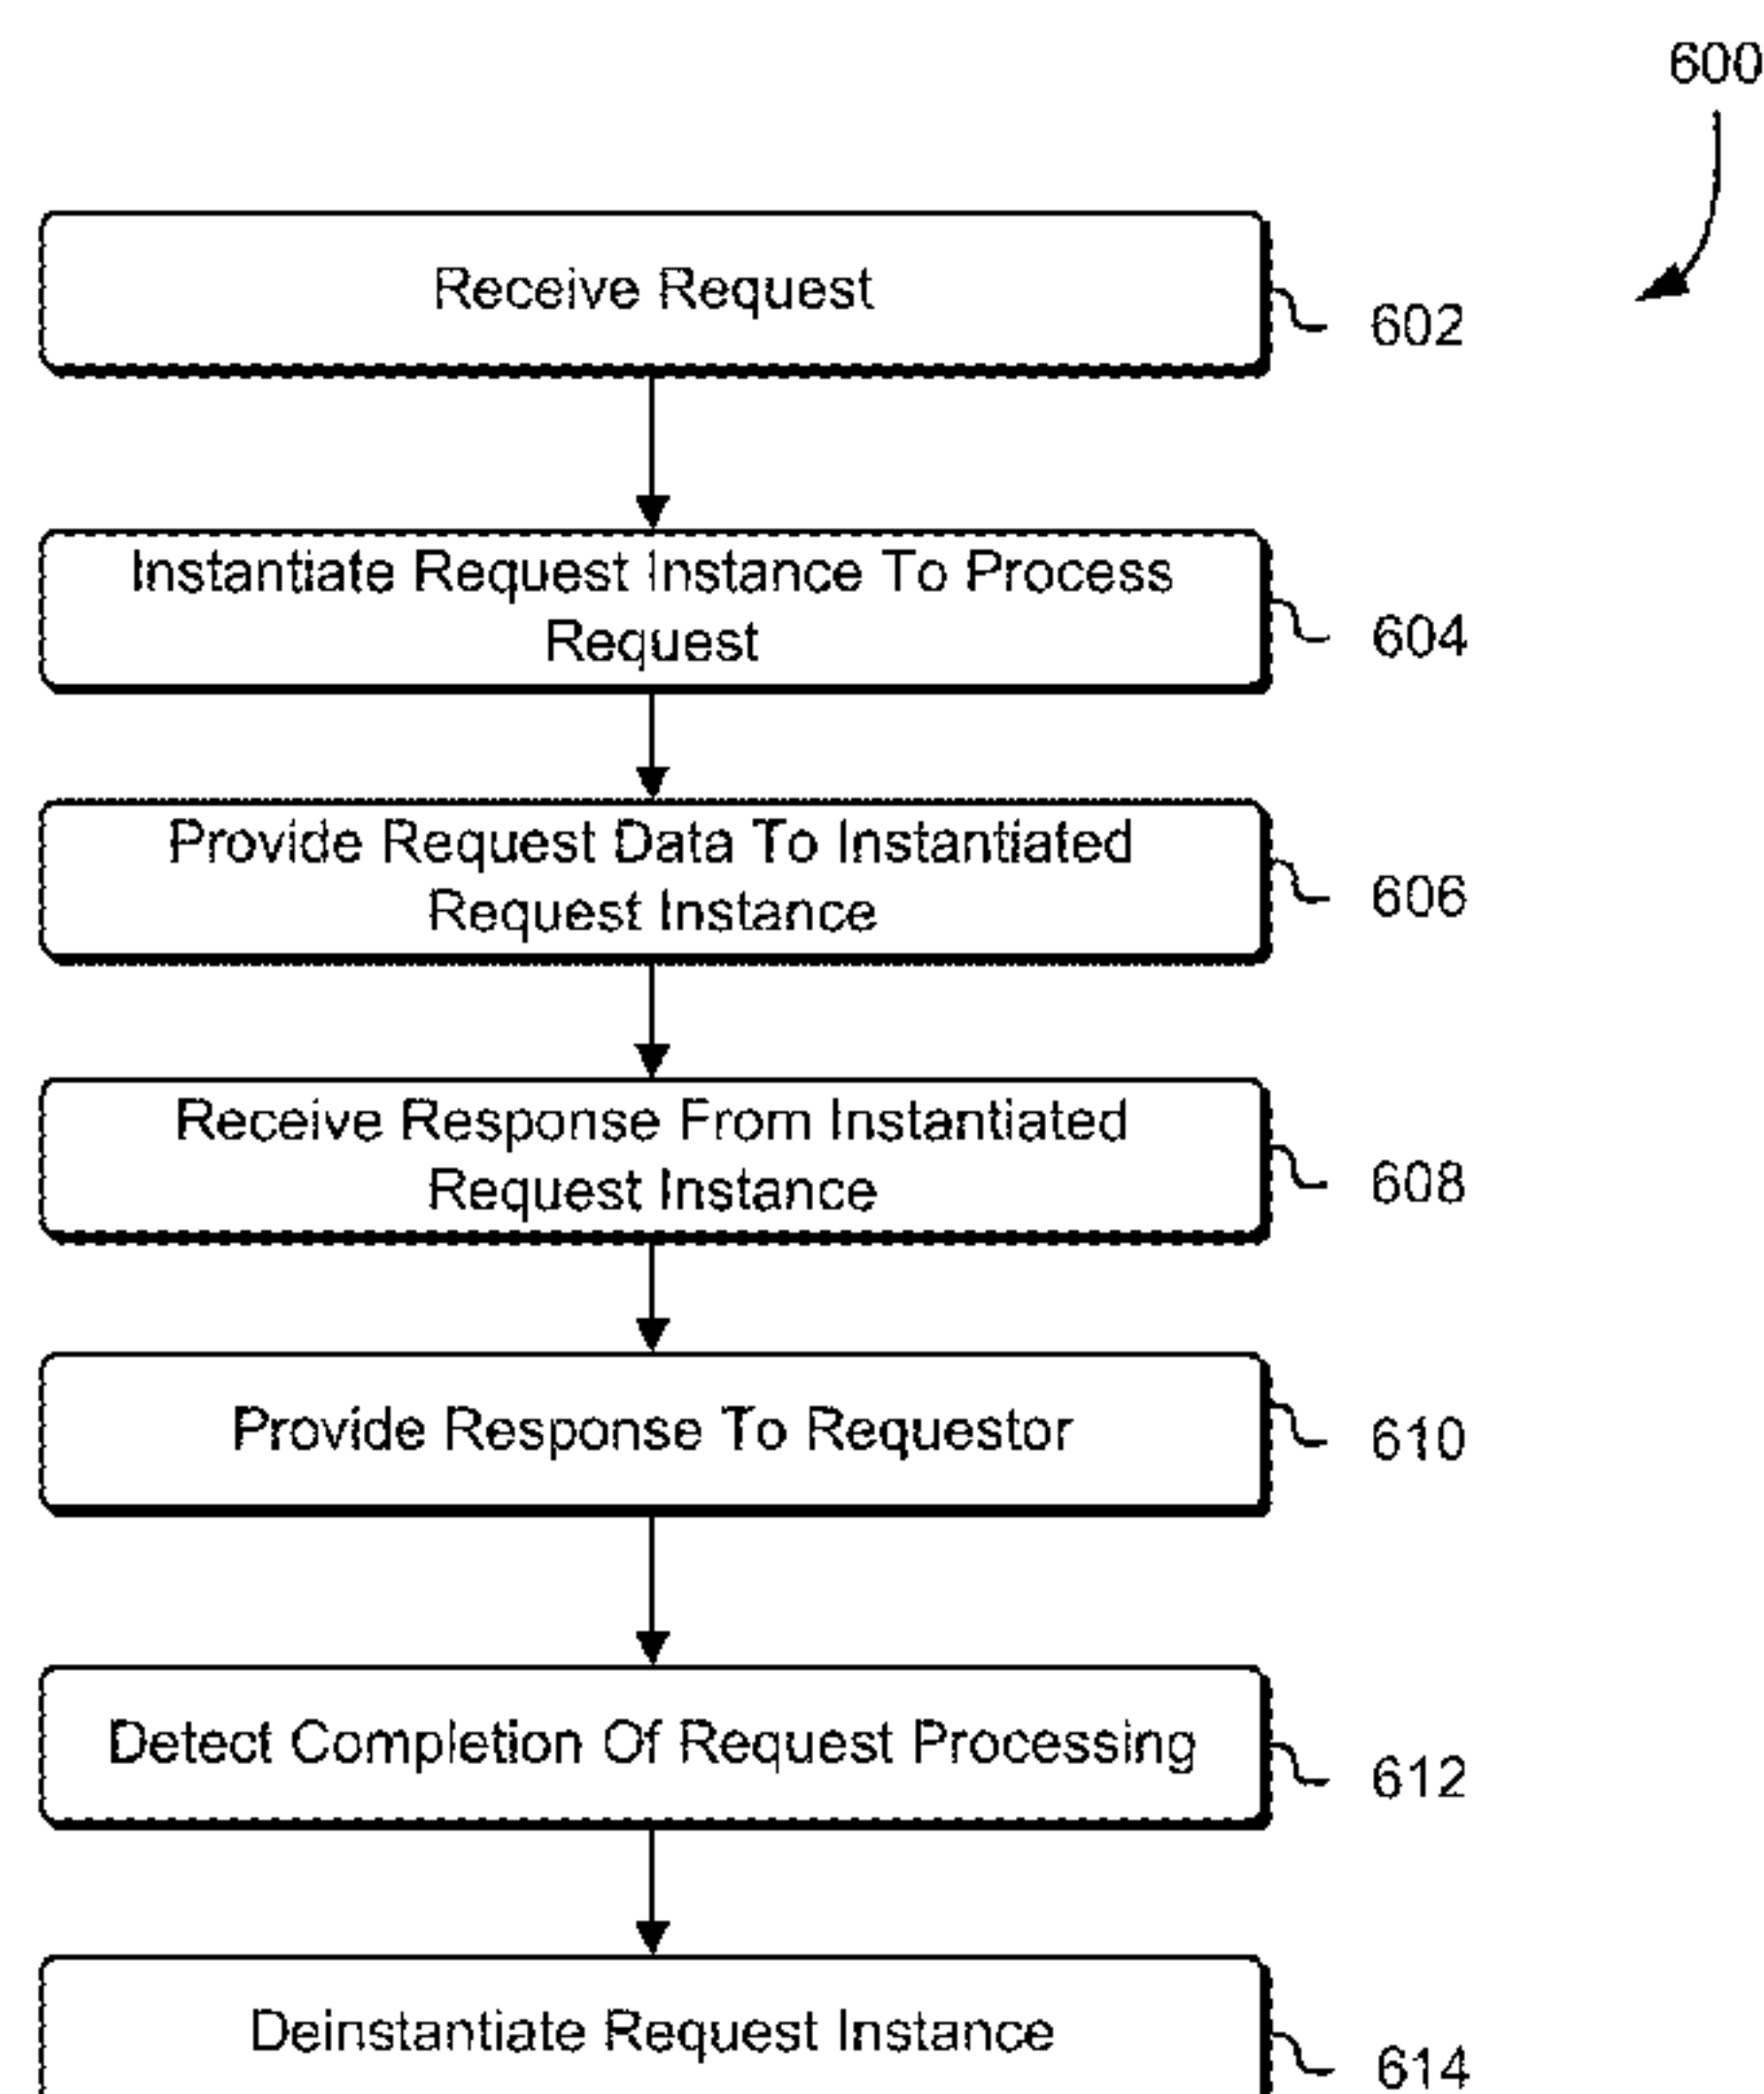 600
Receive Request
602
Instantiate Request Instance To Process
Request
604
Provide Request Data To Instantiated
Request Instance
606
Receive Response From Instantiated
Request Instance
608
Provide Response To Requestor
610
Detect Completion Of Request Processing
612
Deinstantiate Request Instance
614